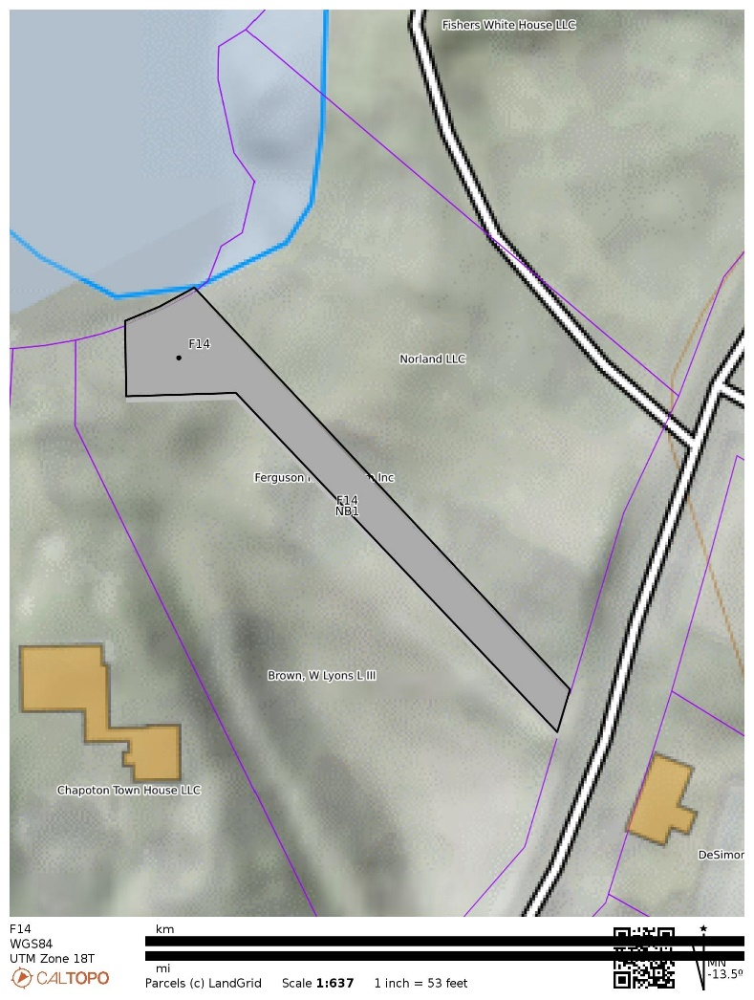 Fishers White House LLC
F14
Norland LLC
Ferguson Inc
F14
NB1
Brown, W Lyons L III
Chapoton Town House LLC
DeSimo
F14
WGS84
UTM Zone 18T
CALTOPO
km
mi
Parcels (c) LandGrid Scale 1:637 1 inch = 53 feet
MN
-13.5º